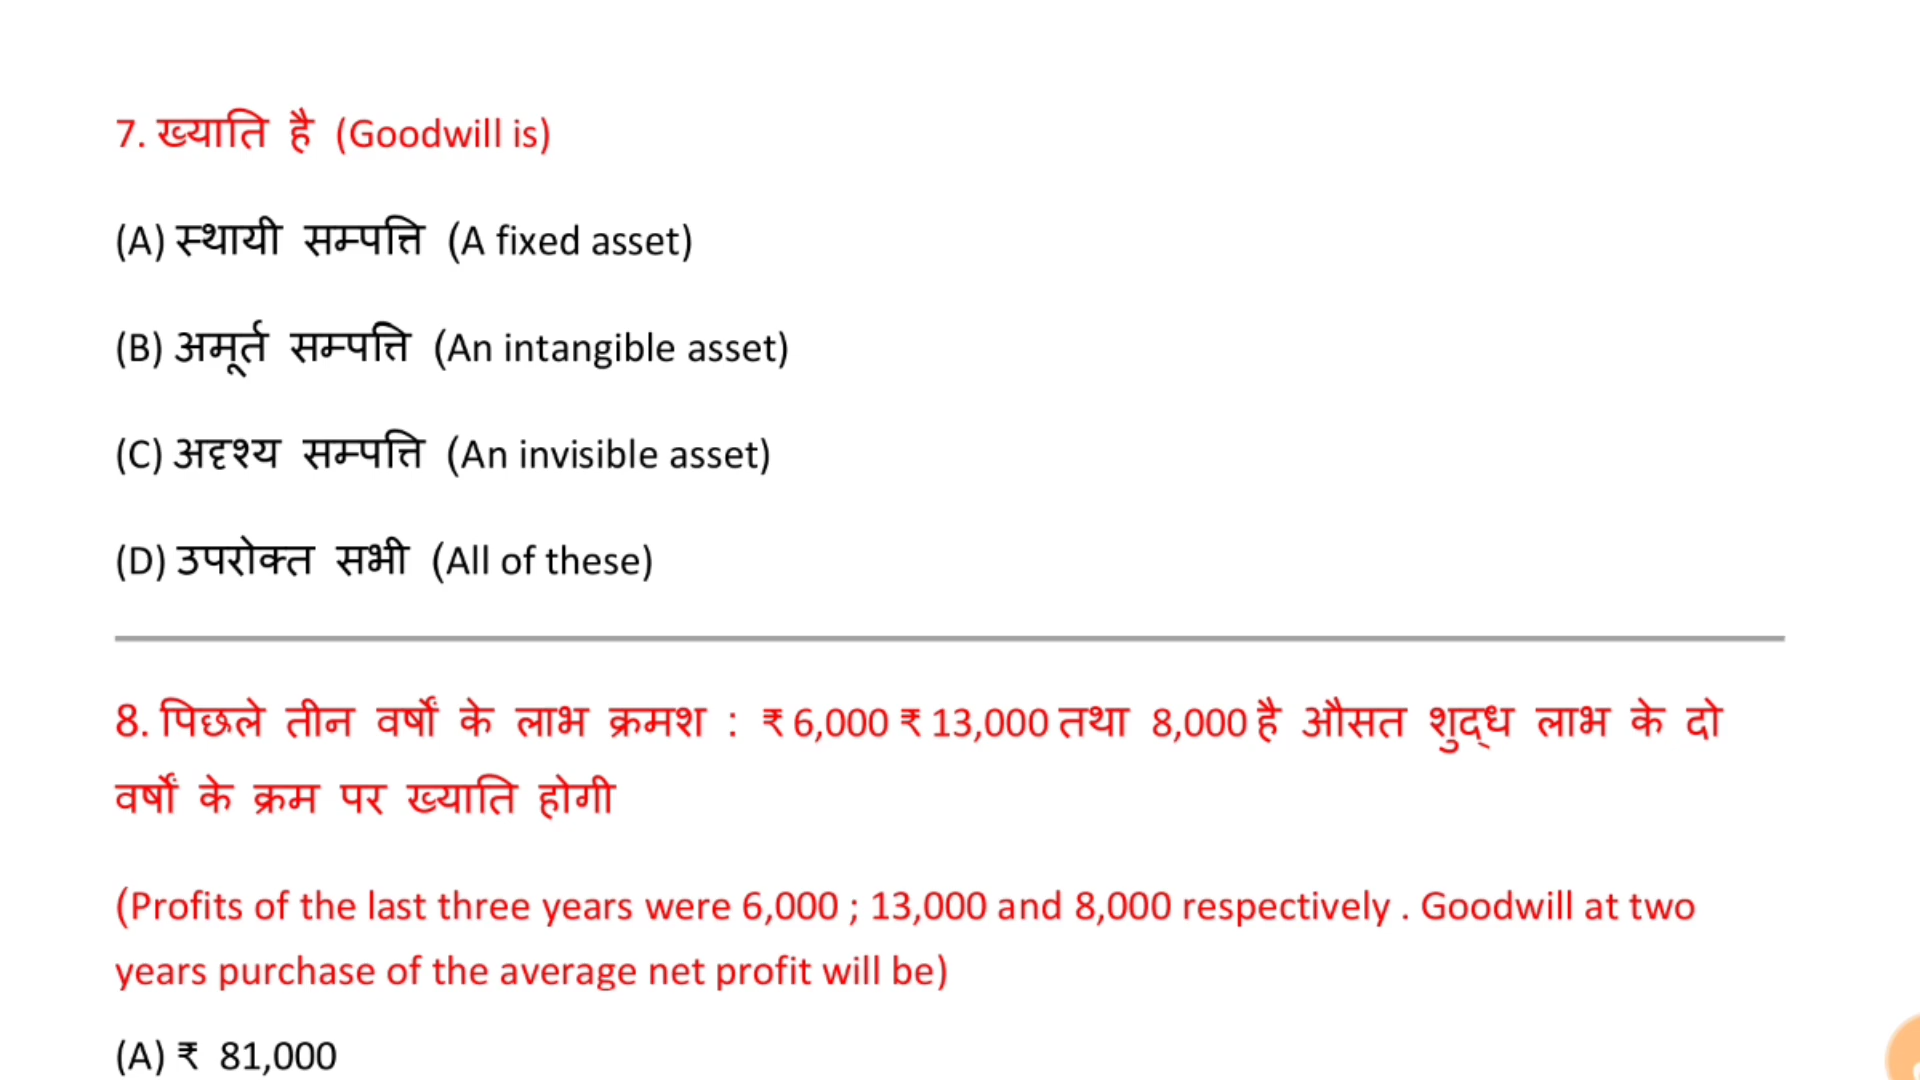 7. ख्याति है (Goodwill is)
(A) स्थायी सम्पत्ति (A fixed asset)
(B) अमूर्त सम्पत्ति (An intangible asset)
(C) अदृश्य सम्पत्ति (An invisible asset)
(D) उपरोक्त सभी (All of these)
8. पिछले तीन वर्षों के लाभ क्रमश : ₹ 6,000 ₹ 13,000 तथा 8,000 है औसत शुद्ध लाभ के दो
वर्षों के क्रम पर ख्याति होगी
(Profits of the last three years were 6,000 ; 13,000 and 8,000 respectively . Goodwill at two
years purchase of the average net profit will be)
(A) ₹ 81,000